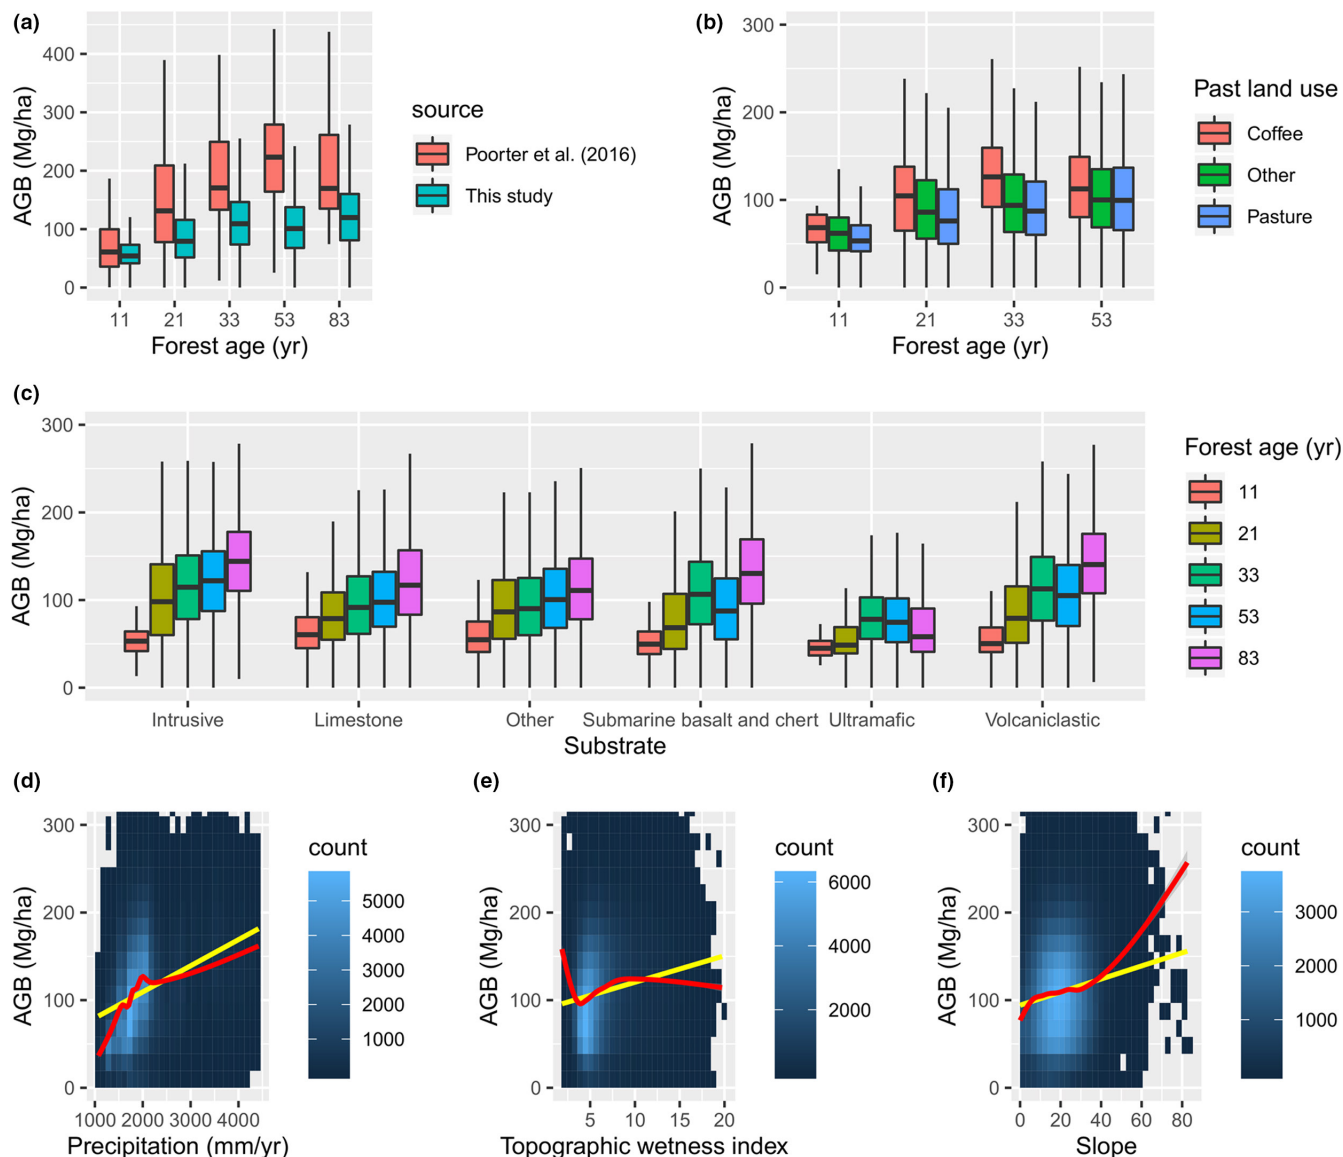 (a)
AGB (Mg/ha)
400
300
200
100
0
11 21 33 53 83
Forest age (yr)
source
Poorter et al. (2016)
This study
(b)
AGB (Mg/ha)
300
200
100
0
11 21 33 53
Forest age (yr)
Past land use
Coffee
Other
Pasture
(c)
AGB (Mg/ha)
300
200
100
0
Intrusive Limestone Other Submarine basalt and chert Ultramafic Volcaniclastic
Substrate
Forest age (yr)
11
21
33
53
83
(d)
AGB (Mg/ha)
300
200
100
0
1000 2000 3000 4000
Precipitation (mm/yr)
count
5000
4000
3000
2000
1000
(e)
AGB (Mg/ha)
300
200
100
0
5 10 15 20
Topographic wetness index
count
6000
4000
2000
(f)
AGB (Mg/ha)
300
200
100
0
0 20 40 60 80
Slope
count
3000
2000
1000